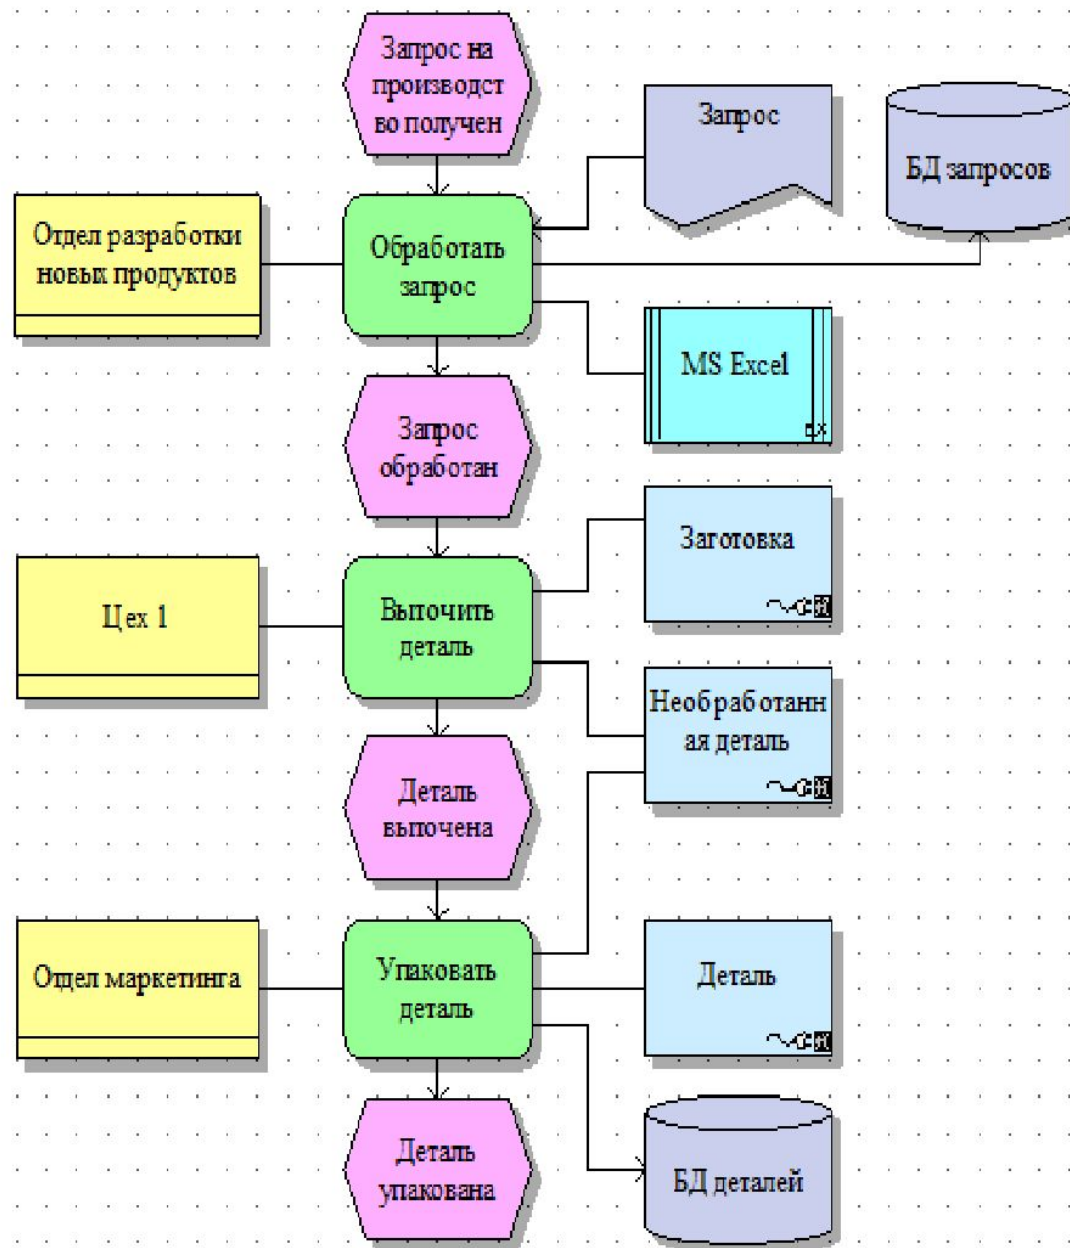 Запрос на
производст
во получен
Запрос
БД запросов
Отдел разработки
новых продуктов
Обработать
запрос
MS Excel
Запрос
обработан
Заготовка
Цех 1
Выточить
деталь
Необработанн
ая деталь
Деталь
выточена
Отдел маркетинга
Упаковать
деталь
Деталь
Деталь
упакована
БД деталей